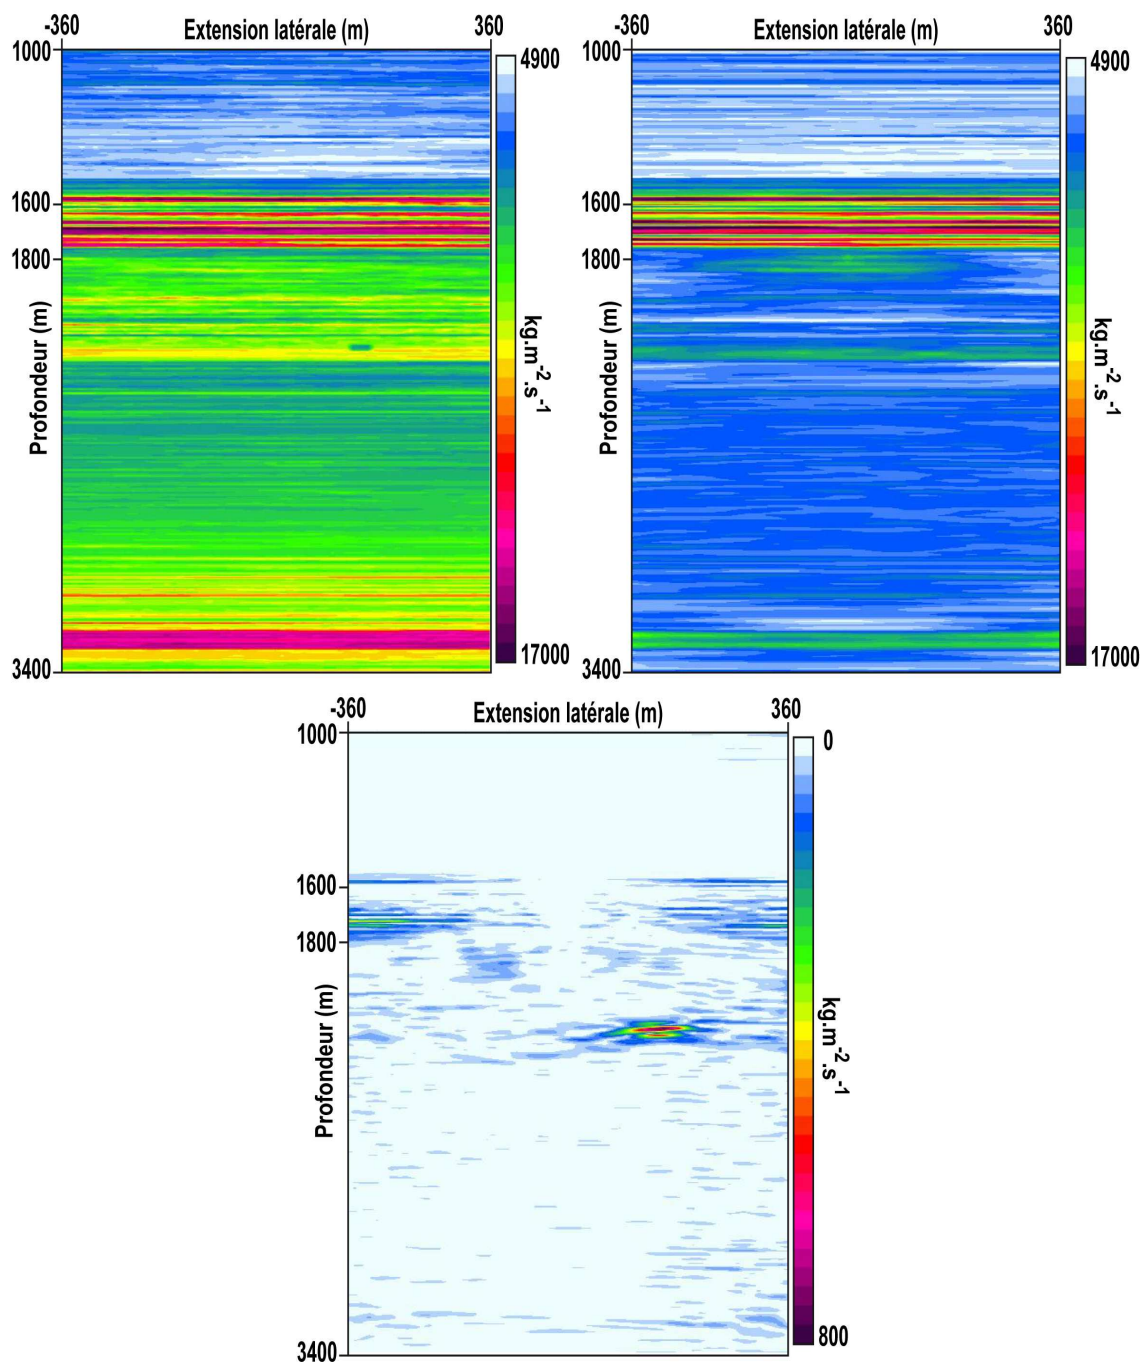 -360 360
Extension latérale (m)
1000
1600
1800
3400
Profondeur (m)
4900
17000
kg.m-2.s-1
-360 360
Extension latérale (m)
1000
1600
1800
3400
Profondeur (m)
4900
17000
kg.m-2.s-1
-360 360
Extension latérale (m)
1000
1600
1800
3400
Profondeur (m)
0
800
kg.m-2.s-1